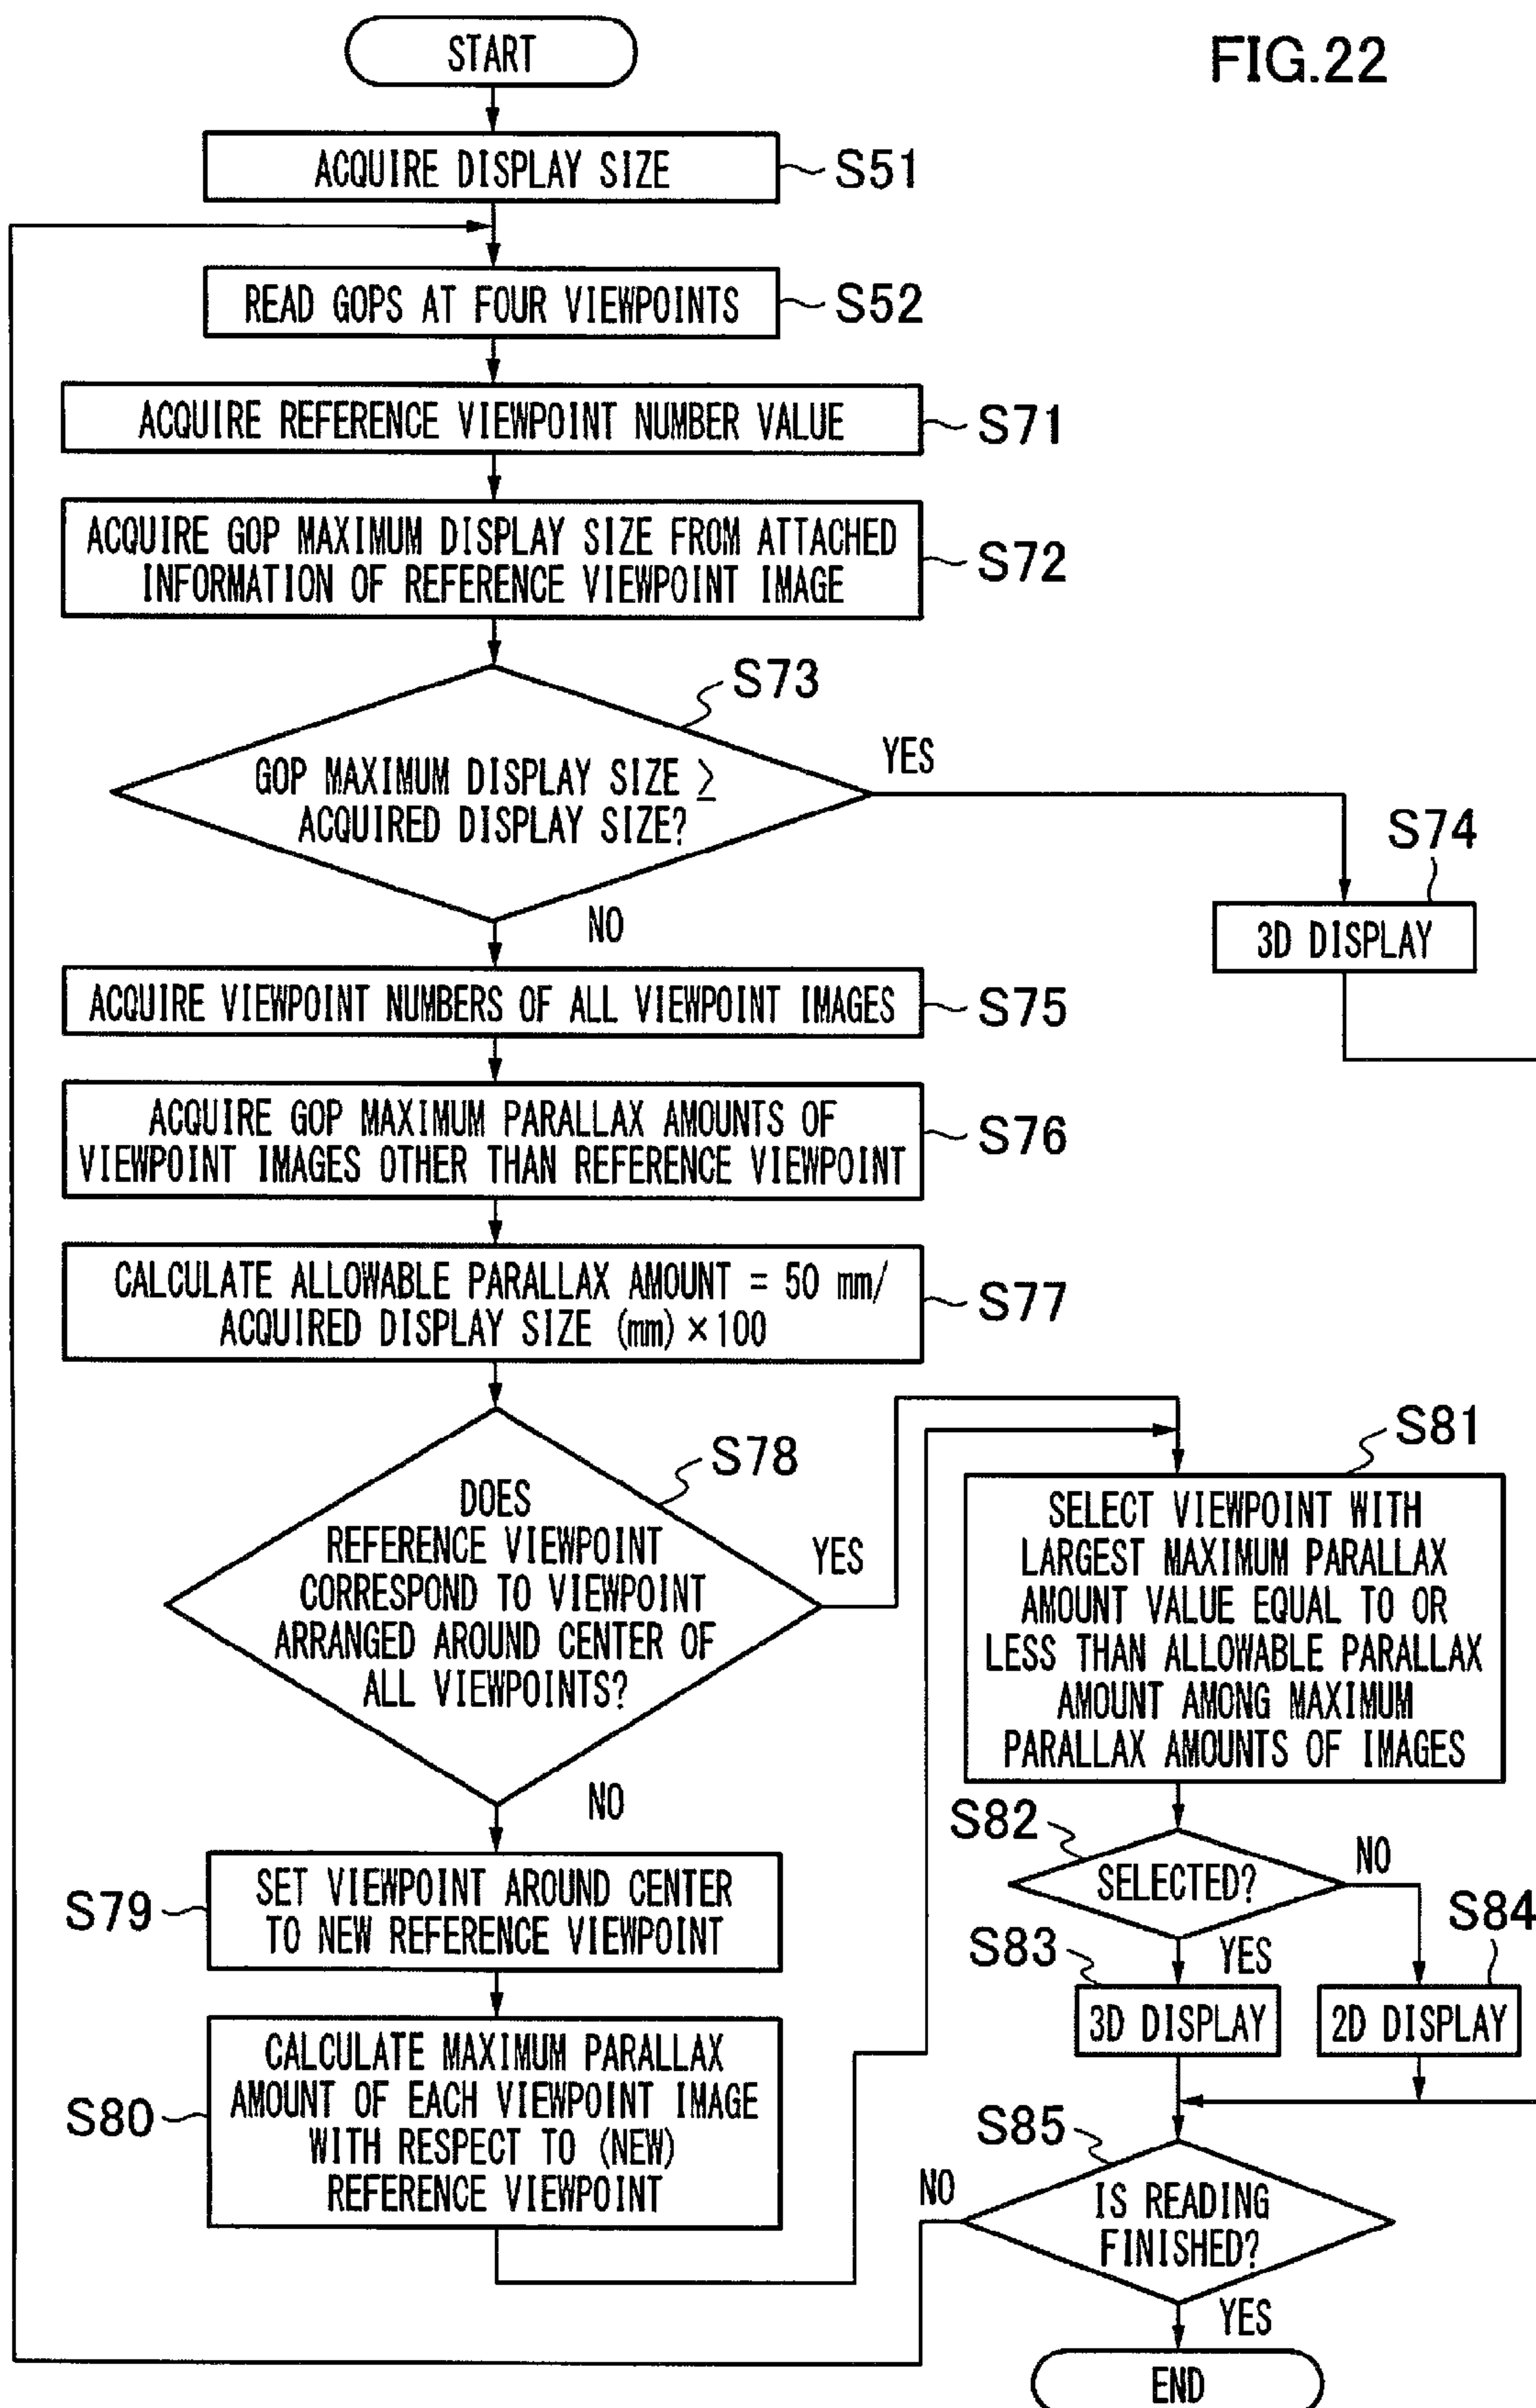 FIG.22
START
ACQUIRE DISPLAY SIZE
S51
READ GOPS AT FOUR VIEWPOINTS
S52
ACQUIRE REFERENCE VIEWPOINT NUMBER VALUE
S71
ACQUIRE GOP MAXIMUM DISPLAY SIZE FROM ATTACHED
INFORMATION OF REFERENCE VIEWPOINT IMAGE
S72
S73
GOP MAXIMUM DISPLAY SIZE ≥
ACQUIRED DISPLAY SIZE?
YES
NO
S74
3D DISPLAY
ACQUIRE VIEWPOINT NUMBERS OF ALL VIEWPOINT IMAGES
S75
ACQUIRE GOP MAXIMUM PARALLAX AMOUNTS OF
VIEWPOINT IMAGES OTHER THAN REFERENCE VIEWPOINT
S76
CALCULATE ALLOWABLE PARALLAX AMOUNT = 50 mm/
ACQUIRED DISPLAY SIZE (mm) × 100
S77
S78
DOES
REFERENCE VIEWPOINT
CORRESPOND TO VIEWPOINT
ARRANGED AROUND CENTER OF
ALL VIEWPOINTS?
YES
NO
S79
SET VIEWPOINT AROUND CENTER
TO NEW REFERENCE VIEWPOINT
S80
CALCULATE MAXIMUM PARALLAX
AMOUNT OF EACH VIEWPOINT IMAGE
WITH RESPECT TO (NEW)
REFERENCE VIEWPOINT
S81
SELECT VIEWPOINT WITH
LARGEST MAXIMUM PARALLAX
AMOUNT VALUE EQUAL TO OR
LESS THAN ALLOWABLE PARALLAX
AMOUNT AMONG MAXIMUM
PARALLAX AMOUNTS OF IMAGES
S82
SELECTED?
NO
YES
S83
3D DISPLAY
S84
2D DISPLAY
S85
IS READING
FINISHED?
NO
YES
END